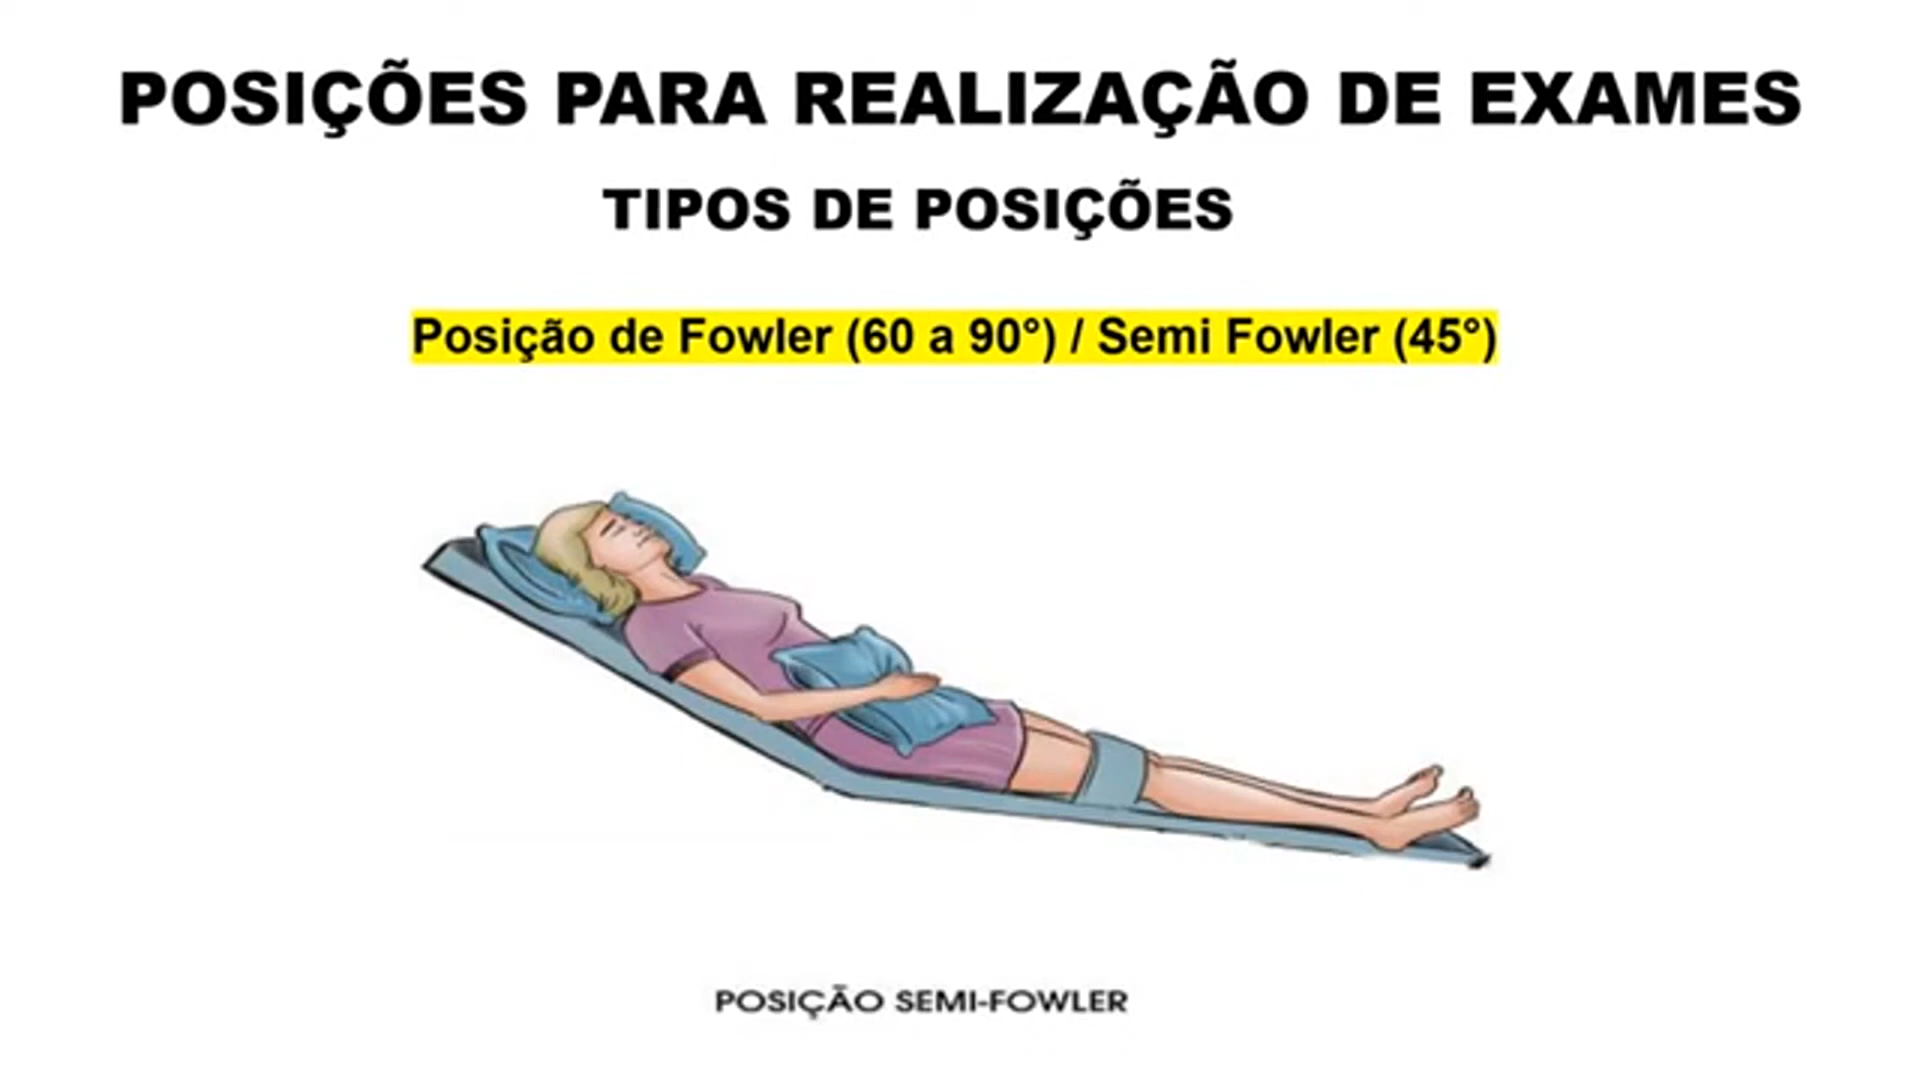 POSIÇÕES PARA REALIZAÇÃO DE EXAMES
TIPOS DE POSIÇÕES
Posição de Fowler (60 a 90°) / Semi Fowler (45°)
POSIÇÃO SEMI-FOWLER